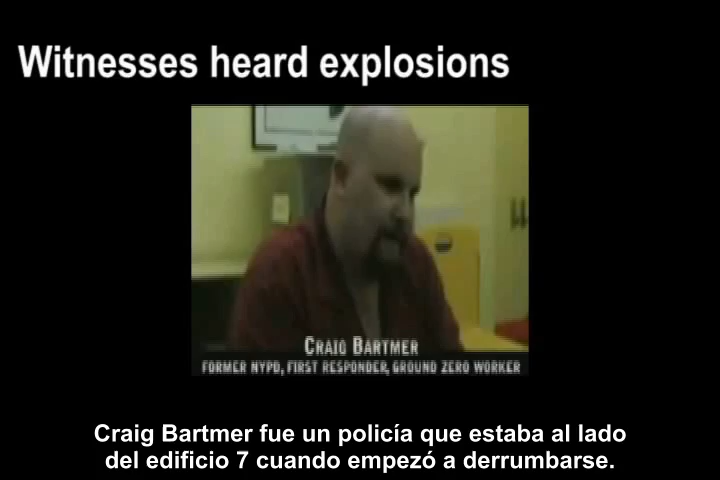 Witnesses heard explosions
CRAIG BARTMER
FORMER NYPD, FIRST RESPONDER, GROUND ZERO WORKER
Craig Bartmer fue un policía que estaba al lado
del edificio 7 cuando empezó a derrumbarse.